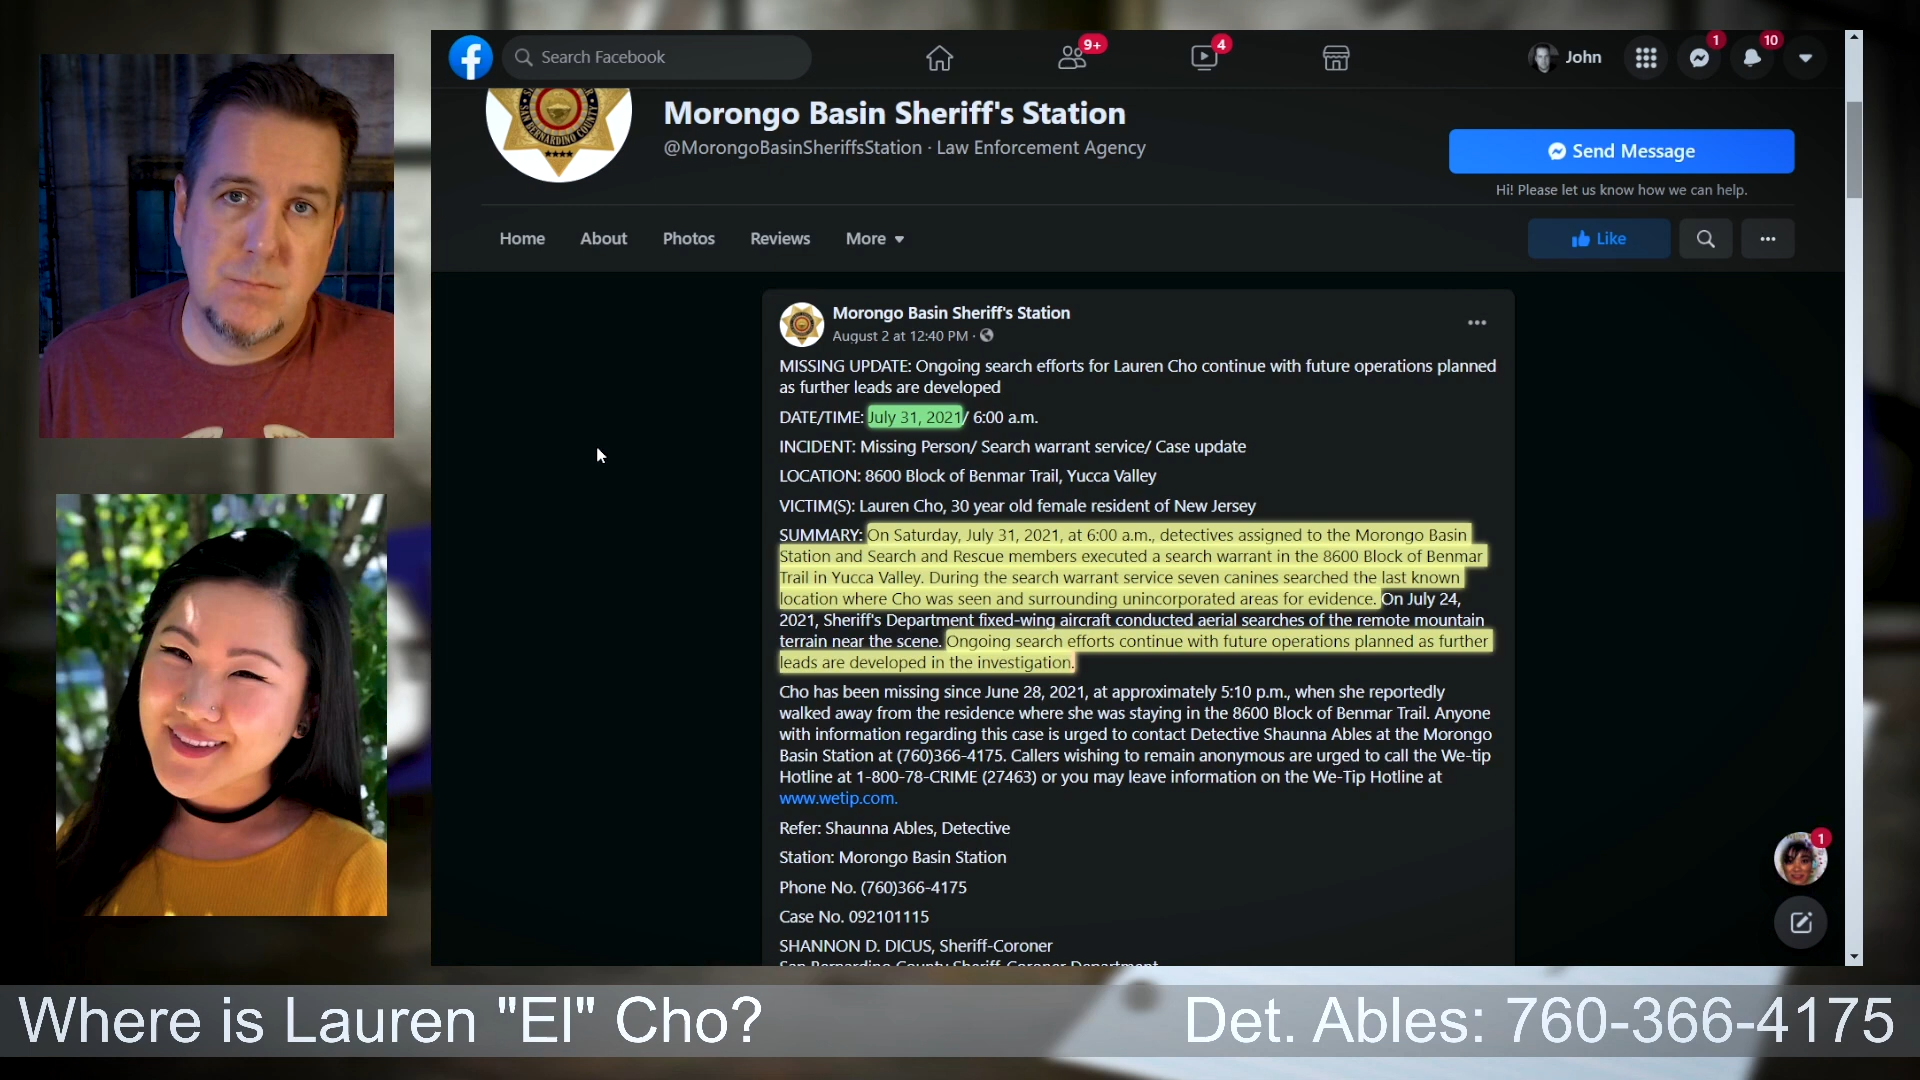 Search Facebook
9+
4
John
1
10
SAN BERNARDINO COUNTY
Morongo Basin Sheriff's Station
@MorongoBasinSheriffsStation · Law Enforcement Agency
Send Message
Hi! Please let us know how we can help.
Home About Photos Reviews More
Like
Morongo Basin Sheriff's Station
August 2 at 12:40 PM ·
MISSING UPDATE: Ongoing search efforts for Lauren Cho continue with future operations planned
as further leads are developed
DATE/TIME: July 31, 2021/ 6:00 a.m.
INCIDENT: Missing Person/ Search warrant service/ Case update
LOCATION: 8600 Block of Benmar Trail, Yucca Valley
VICTIM(S): Lauren Cho, 30 year old female resident of New Jersey
SUMMARY: On Saturday, July 31, 2021, at 6:00 a.m., detectives assigned to the Morongo Basin
Station and Search and Rescue members executed a search warrant in the 8600 Block of Benmar
Trail in Yucca Valley. During the search warrant service seven canines searched the last known
location where Cho was seen and surrounding unincorporated areas for evidence. On July 24,
2021, Sheriff's Department fixed-wing aircraft conducted aerial searches of the remote mountain
terrain near the scene. Ongoing search efforts continue with future operations planned as further
leads are developed in the investigation.
Cho has been missing since June 28, 2021, at approximately 5:10 p.m., when she reportedly
walked away from the residence where she was staying in the 8600 Block of Benmar Trail. Anyone
with information regarding this case is urged to contact Detective Shaunna Ables at the Morongo
Basin Station at (760)366-4175. Callers wishing to remain anonymous are urged to call the We-tip
Hotline at 1-800-78-CRIME (27463) or you may leave information on the We-Tip Hotline at
www.wetip.com.
Refer: Shaunna Ables, Detective
Station: Morongo Basin Station
Phone No. (760)366-4175
Case No. 092101115
SHANNON D. DICUS, Sheriff-Coroner
San Bernardino County Sheriff-Coroner Department
1
Where is Lauren "El" Cho?
Det. Ables: 760-366-4175